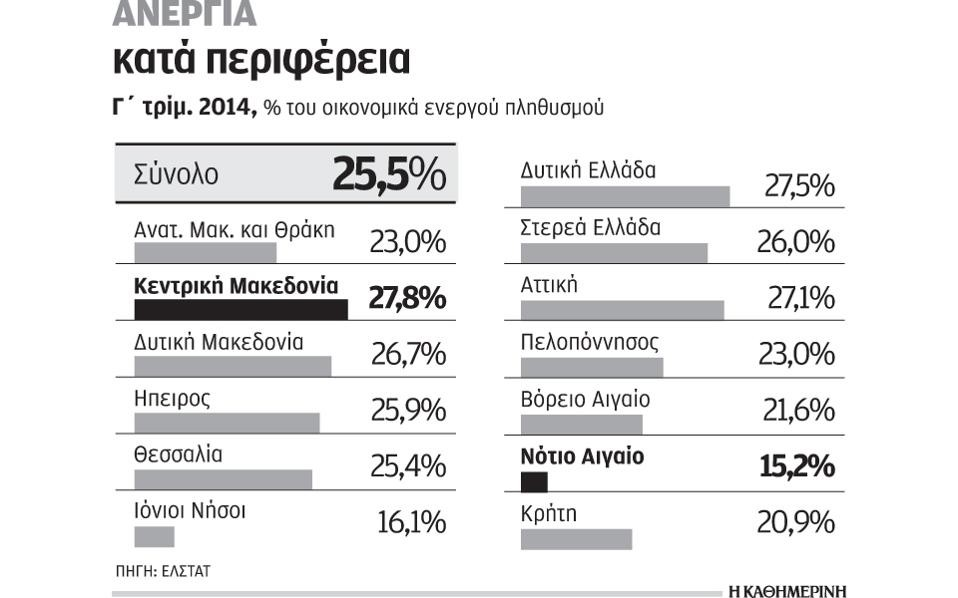 ΑΝΕΡΓΙΑ
κατά περιφέρεια
Γ΄ τρίμ. 2014, % του οικονομικά ενεργού πληθυσμού
Σύνολο 25,5%
Ανατ. Μακ. και Θράκη 23,0%
Κεντρική Μακεδονία 27,8%
Δυτική Μακεδονία 26,7%
Ηπειρος 25,9%
Θεσσαλία 25,4%
Ιόνιοι Νήσοι 16,1%
Δυτική Ελλάδα 27,5%
Στερεά Ελλάδα 26,0%
Αττική 27,1%
Πελοπόννησος 23,0%
Βόρειο Αιγαίο 21,6%
Νότιο Αιγαίο 15,2%
Κρήτη 20,9%
ΠΗΓΗ: ΕΛΣΤΑΤ
Η ΚΑΘΗΜΕΡΙΝΗ